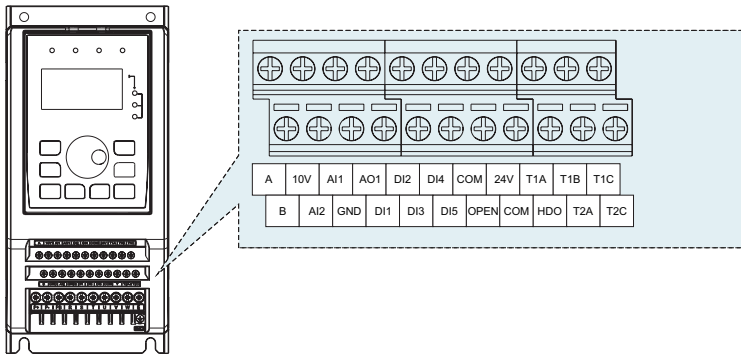 A 10V AI1 AO1 DI2 DI4 COM 24V T1A T1B T1C
B AI2 GND DI1 DI3 DI5 OPEN COM HDO T2A T2C